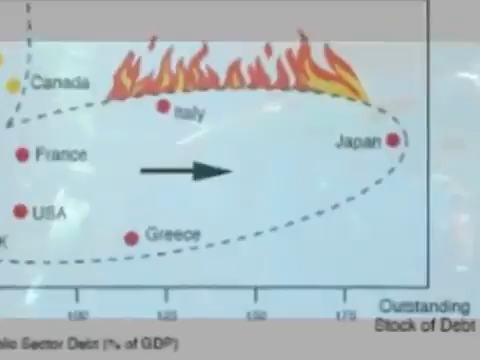 Canada
Italy
Japan
France
USA
Greece
K
Outstanding
Stock of Debt
Sector Debt (% of GDP)